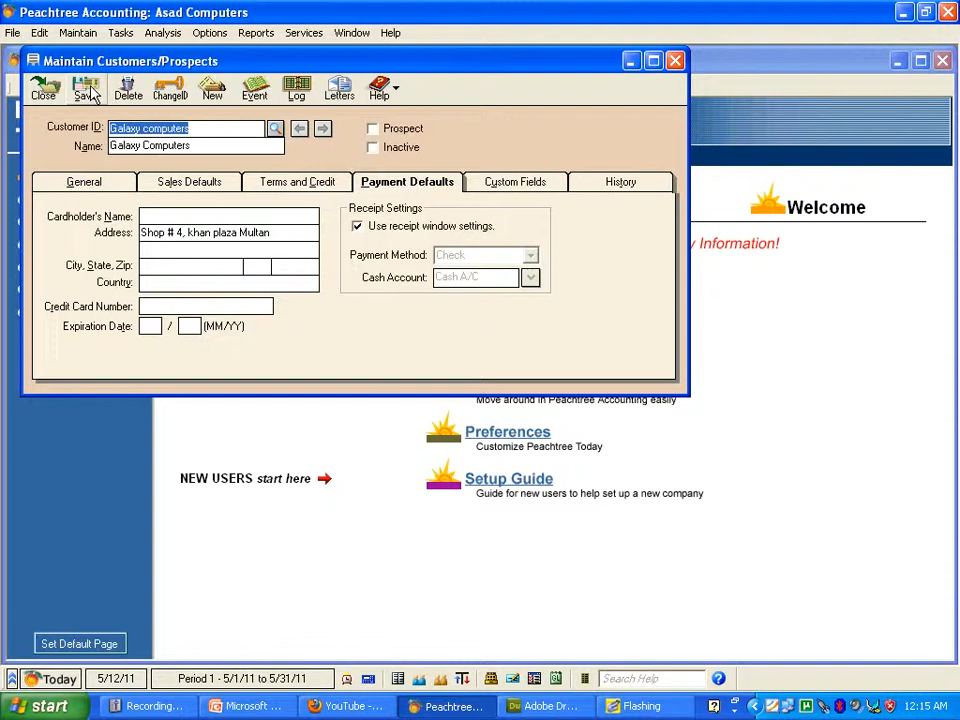 Peachtree Accounting: Asad Computers
File Edit Maintain Tasks Analysis Options Reports Services Window Help
Maintain Customers/Prospects
Close Save Delete ChangeID New Event Log Letters Help
Customer ID: Galaxy computers Prospect
Name: Galaxy Computers Inactive
General Sales Defaults Terms and Credit Payment Defaults Custom Fields History
Cardholder's Name:
Address: Shop # 4, khan plaza Multan
City, State, Zip:
Country:
Credit Card Number:
Expiration Date: / (MM/YY)
Receipt Settings
Use receipt window settings.
Payment Method: Check
Cash Account: Cash A/C
Welcome
y Information!
Move around in Peachtree Accounting easily
Preferences
Customize Peachtree Today
NEW USERS start here
Setup Guide
Guide for new users to help set up a new company
Set Default Page
Today 5/12/11 Period 1 - 5/1/11 to 5/31/11 Search Help
start Recording... Microsoft ... YouTube -... Peachtree... Adobe Dr... Flashing 12:15 AM